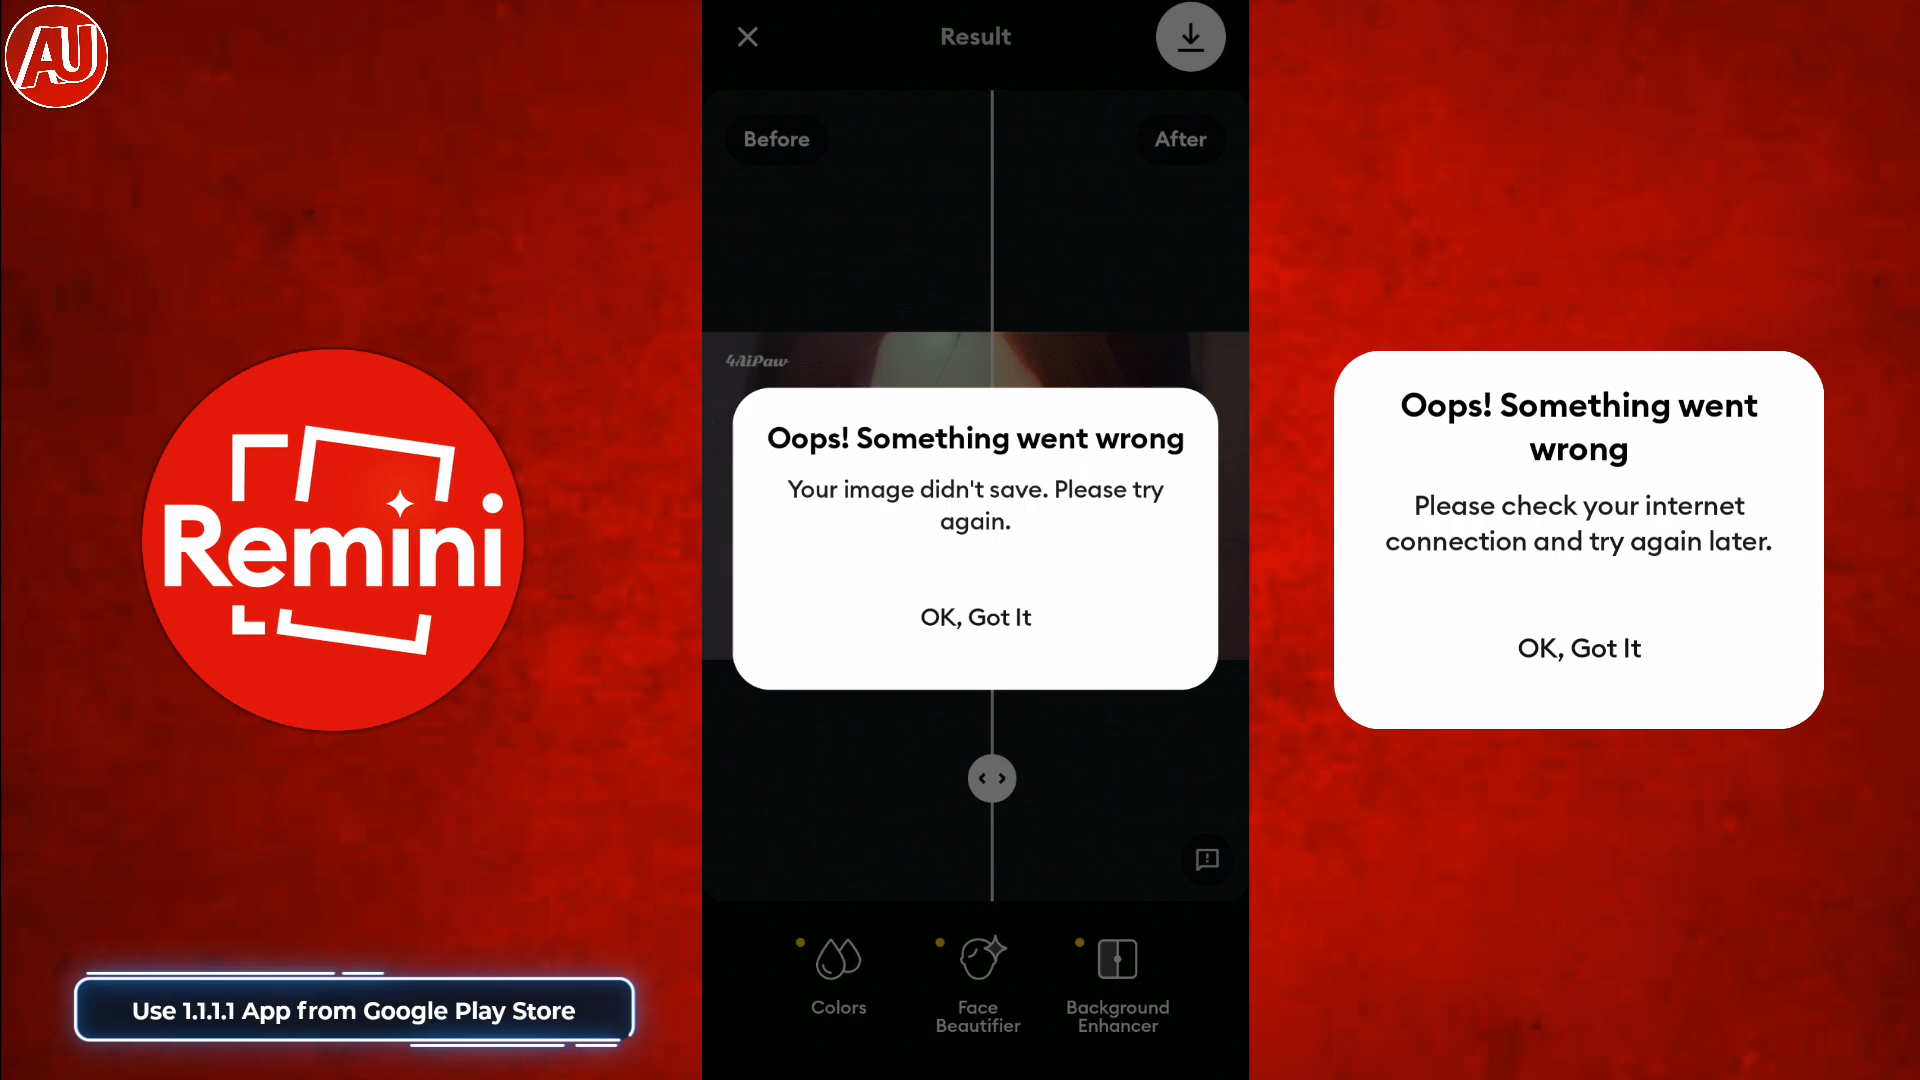 AU
Result
Before
After
4AiPaw
Oops! Something went wrong
Your image didn't save. Please try
again.
OK, Got It
Remini
Oops! Something went
wrong
Please check your internet
connection and try again later.
OK, Got It
Colors
Face
Beautifier
Background
Enhancer
Use 1.1.1.1 App from Google Play Store